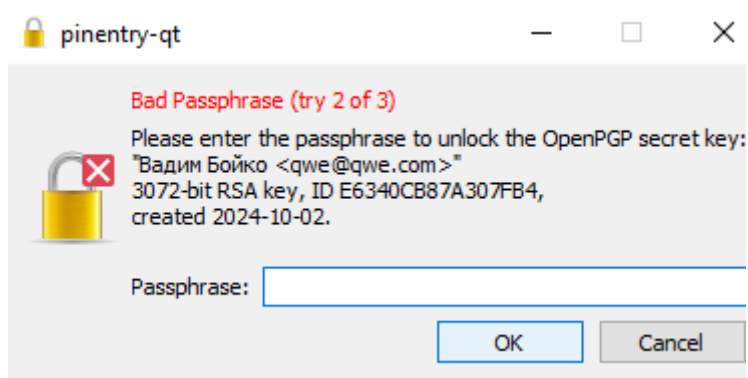 pinentry-qt
Bad Passphrase (try 2 of 3)
Please enter the passphrase to unlock the OpenPGP secret key:
"Вадим Бойко <qwe@qwe.com>"
3072-bit RSA key, ID E6340CB87A307FB4,
created 2024-10-02.
Passphrase:
OK Cancel